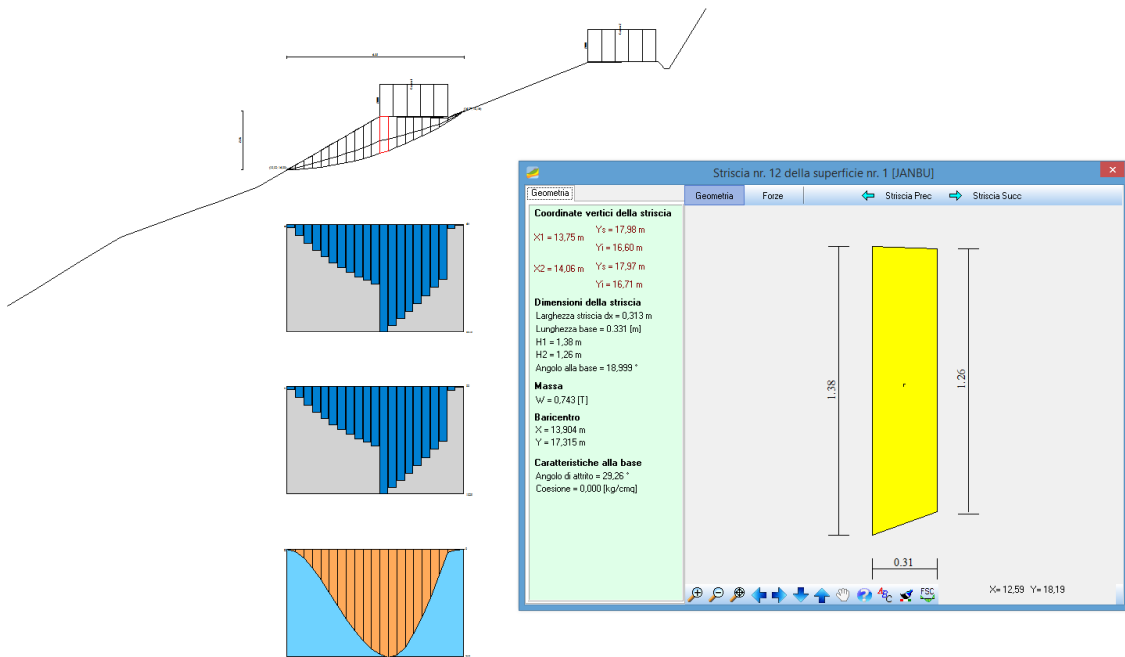 Striscia nr. 12 della superficie nr. 1 [JANBU]
Geometria
Geometria Forze Striscia Prec Striscia Succ
Coordinate vertici della striscia
X1 = 13,75 m
Ys = 17,98 m
Yi = 16,60 m
X2 = 14,06 m
Ys = 17,97 m
Yi = 16,71 m
Dimensioni della striscia
Larghezza striscia dx = 0,313 m
Lunghezza base = 0.331 [m]
H1 = 1,38 m
H2 = 1,26 m
Angolo alla base = 18,999 °
Massa
W = 0,743 [T]
Baricentro
X = 13,904 m
Y = 17,315 m
Caratteristiche alla base
Angolo di attrito = 29,26 °
Coesione = 0,000 [kg/cmq]
1.38
1.26
0.31
ABC
FSC
X= 12,59 Y= 18,19